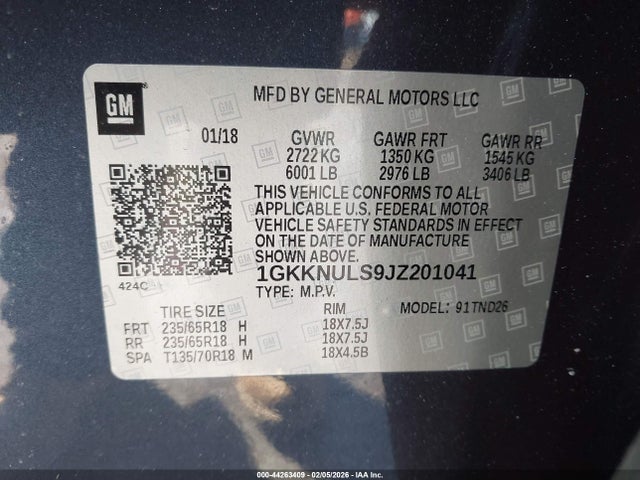 GM
MFD BY GENERAL MOTORS LLC
01/18 GVWR GAWR FRT GAWR RR
2722 KG 1350 KG 1545 KG
6001 LB 2976 LB 3406 LB
THIS VEHICLE CONFORMS TO ALL
APPLICABLE U.S. FEDERAL MOTOR
VEHICLE SAFETY STANDARDS IN EFFECT
ON THE DATE OF MANUFACTURE
SHOWN ABOVE.
1GKKNULS9JZ201041
424C
TYPE: M.P.V. MODEL: 91TND26
TIRE SIZE RIM
FRT 235/65R18 H 18X7.5J
RR 235/65R18 H 18X7.5J
SPA T135/70R18 M 18X4.5B
000-44263409 - 02/05/2026 - IAA Inc.